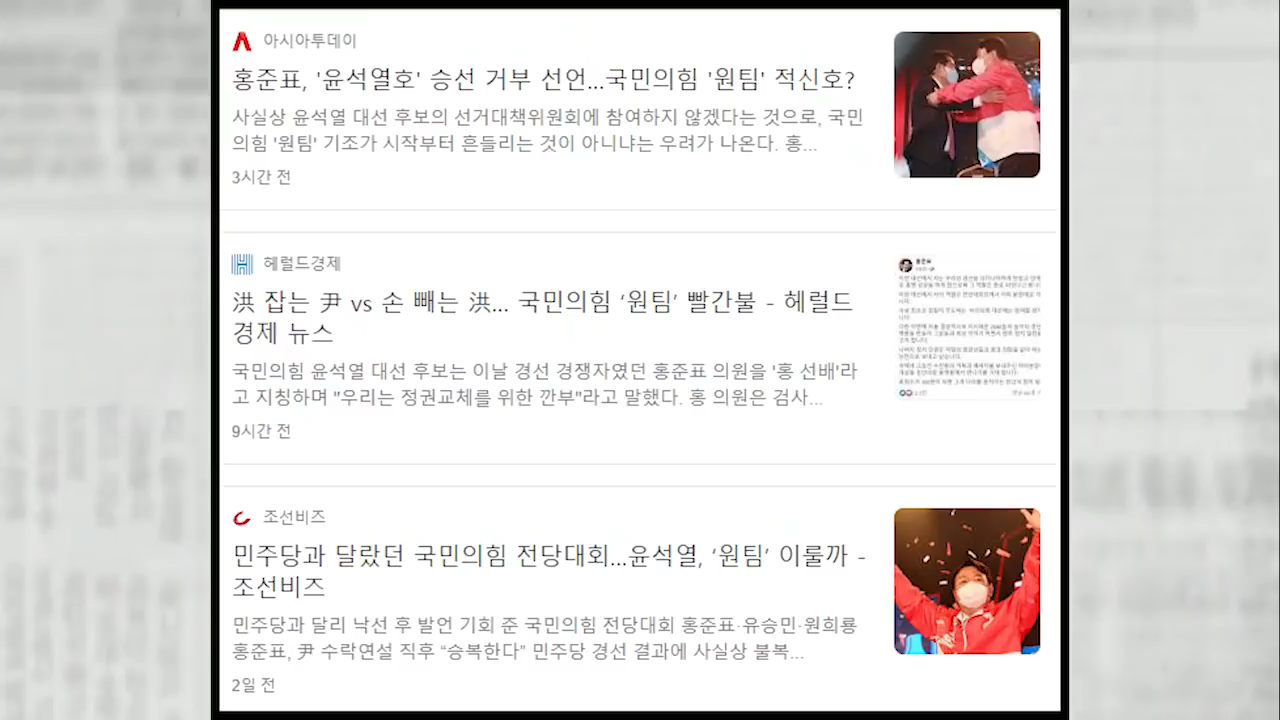 아시아투데이
홍준표, '윤석열호' 승선 거부 선언...국민의힘 '원팀' 적신호?
사실상 윤석열 대선 후보의 선거대책위원회에 참여하지 않겠다는 것으로, 국민
의힘 '원팀' 기조가 시작부터 흔들리는 것이 아니냐는 우려가 나온다. 홍...
3시간 전
헤럴드경제
洪 잡는 尹 vs 손 빼는 洪... 국민의힘 ‘원팀’ 빨간불 - 헤럴드
경제 뉴스
국민의힘 윤석열 대선 후보는 이날 경선 경쟁자였던 홍준표 의원을 '홍 선배'라
고 지칭하며 "우리는 정권교체를 위한 깐부"라고 말했다. 홍 의원은 검사...
9시간 전
조선비즈
민주당과 달랐던 국민의힘 전당대회...윤석열, ‘원팀’ 이룰까 -
조선비즈
민주당과 달리 낙선 후 발언 기회 준 국민의힘 전당대회 홍준표·유승민·원희룡
홍준표, 尹 수락연설 직후 “승복한다” 민주당 경선 결과에 사실상 불복...
2일 전